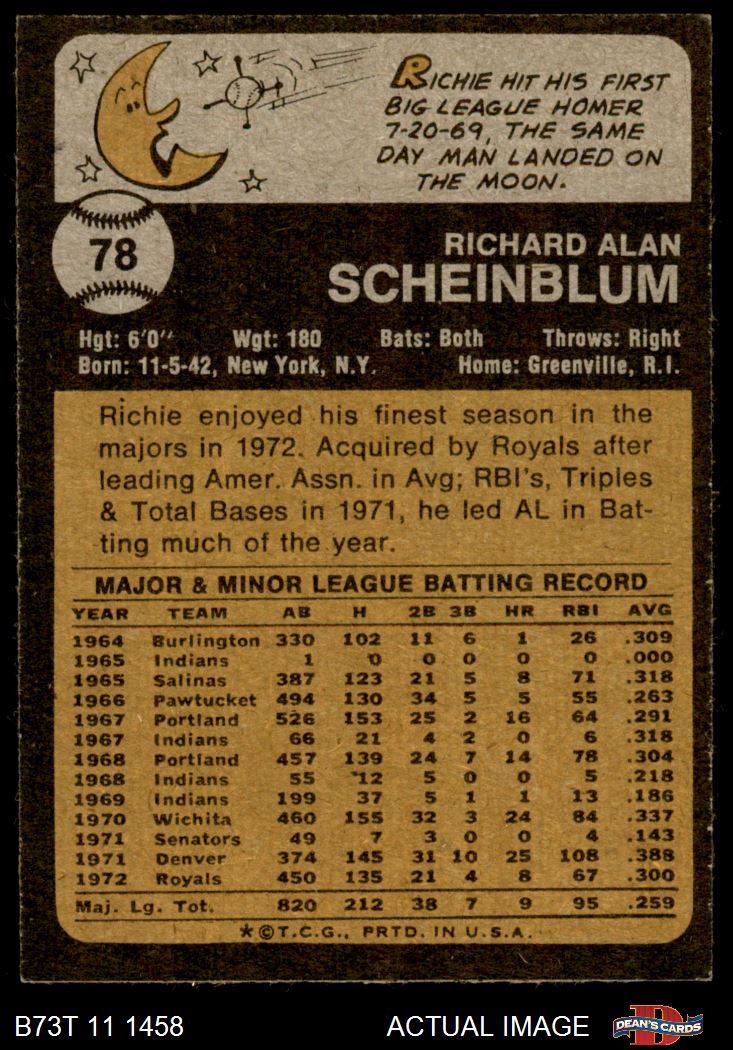 RICHIE HIT HIS FIRST
BIG LEAGUE HOMER
7-20-69, THE SAME
DAY MAN LANDED ON
THE MOON.
78
RICHARD ALAN
SCHEINBLUM
Hgt: 6'0" Wgt: 180 Bats: Both Throws: Right
Born: 11-5-42, New York, N.Y. Home: Greenville, R.I.
Richie enjoyed his finest season in the
majors in 1972. Acquired by Royals after
leading Amer. Assn. in Avg; RBI's, Triples
& Total Bases in 1971, he led AL in Bat-
ting much of the year.
MAJOR & MINOR LEAGUE BATTING RECORD
YEAR TEAM AB H 2B 3B HR RBI AVG
1964 Burlington 330 102 11 6 1 26 .309
1965 Indians 1 0 0 0 0 0 .000
1965 Salinas 387 123 21 5 8 71 .318
1966 Pawtucket 494 130 34 5 5 55 .263
1967 Portland 526 153 25 2 16 64 .291
1967 Indians 66 21 4 2 0 6 .318
1968 Portland 457 139 24 7 14 78 .304
1968 Indians 55 12 5 0 0 5 .218
1969 Indians 199 37 5 1 1 13 .186
1970 Wichita 460 155 32 3 24 84 .337
1971 Senators 49 7 3 0 0 4 .143
1971 Denver 374 145 31 10 25 108 .388
1972 Royals 450 135 21 4 8 67 .300
Maj. Lg. Tot. 820 212 38 7 9 95 .259
*©T.C.G., PRTD. IN U.S.A.
B73T 11 1458 ACTUAL IMAGE D DEAN'S CARDS